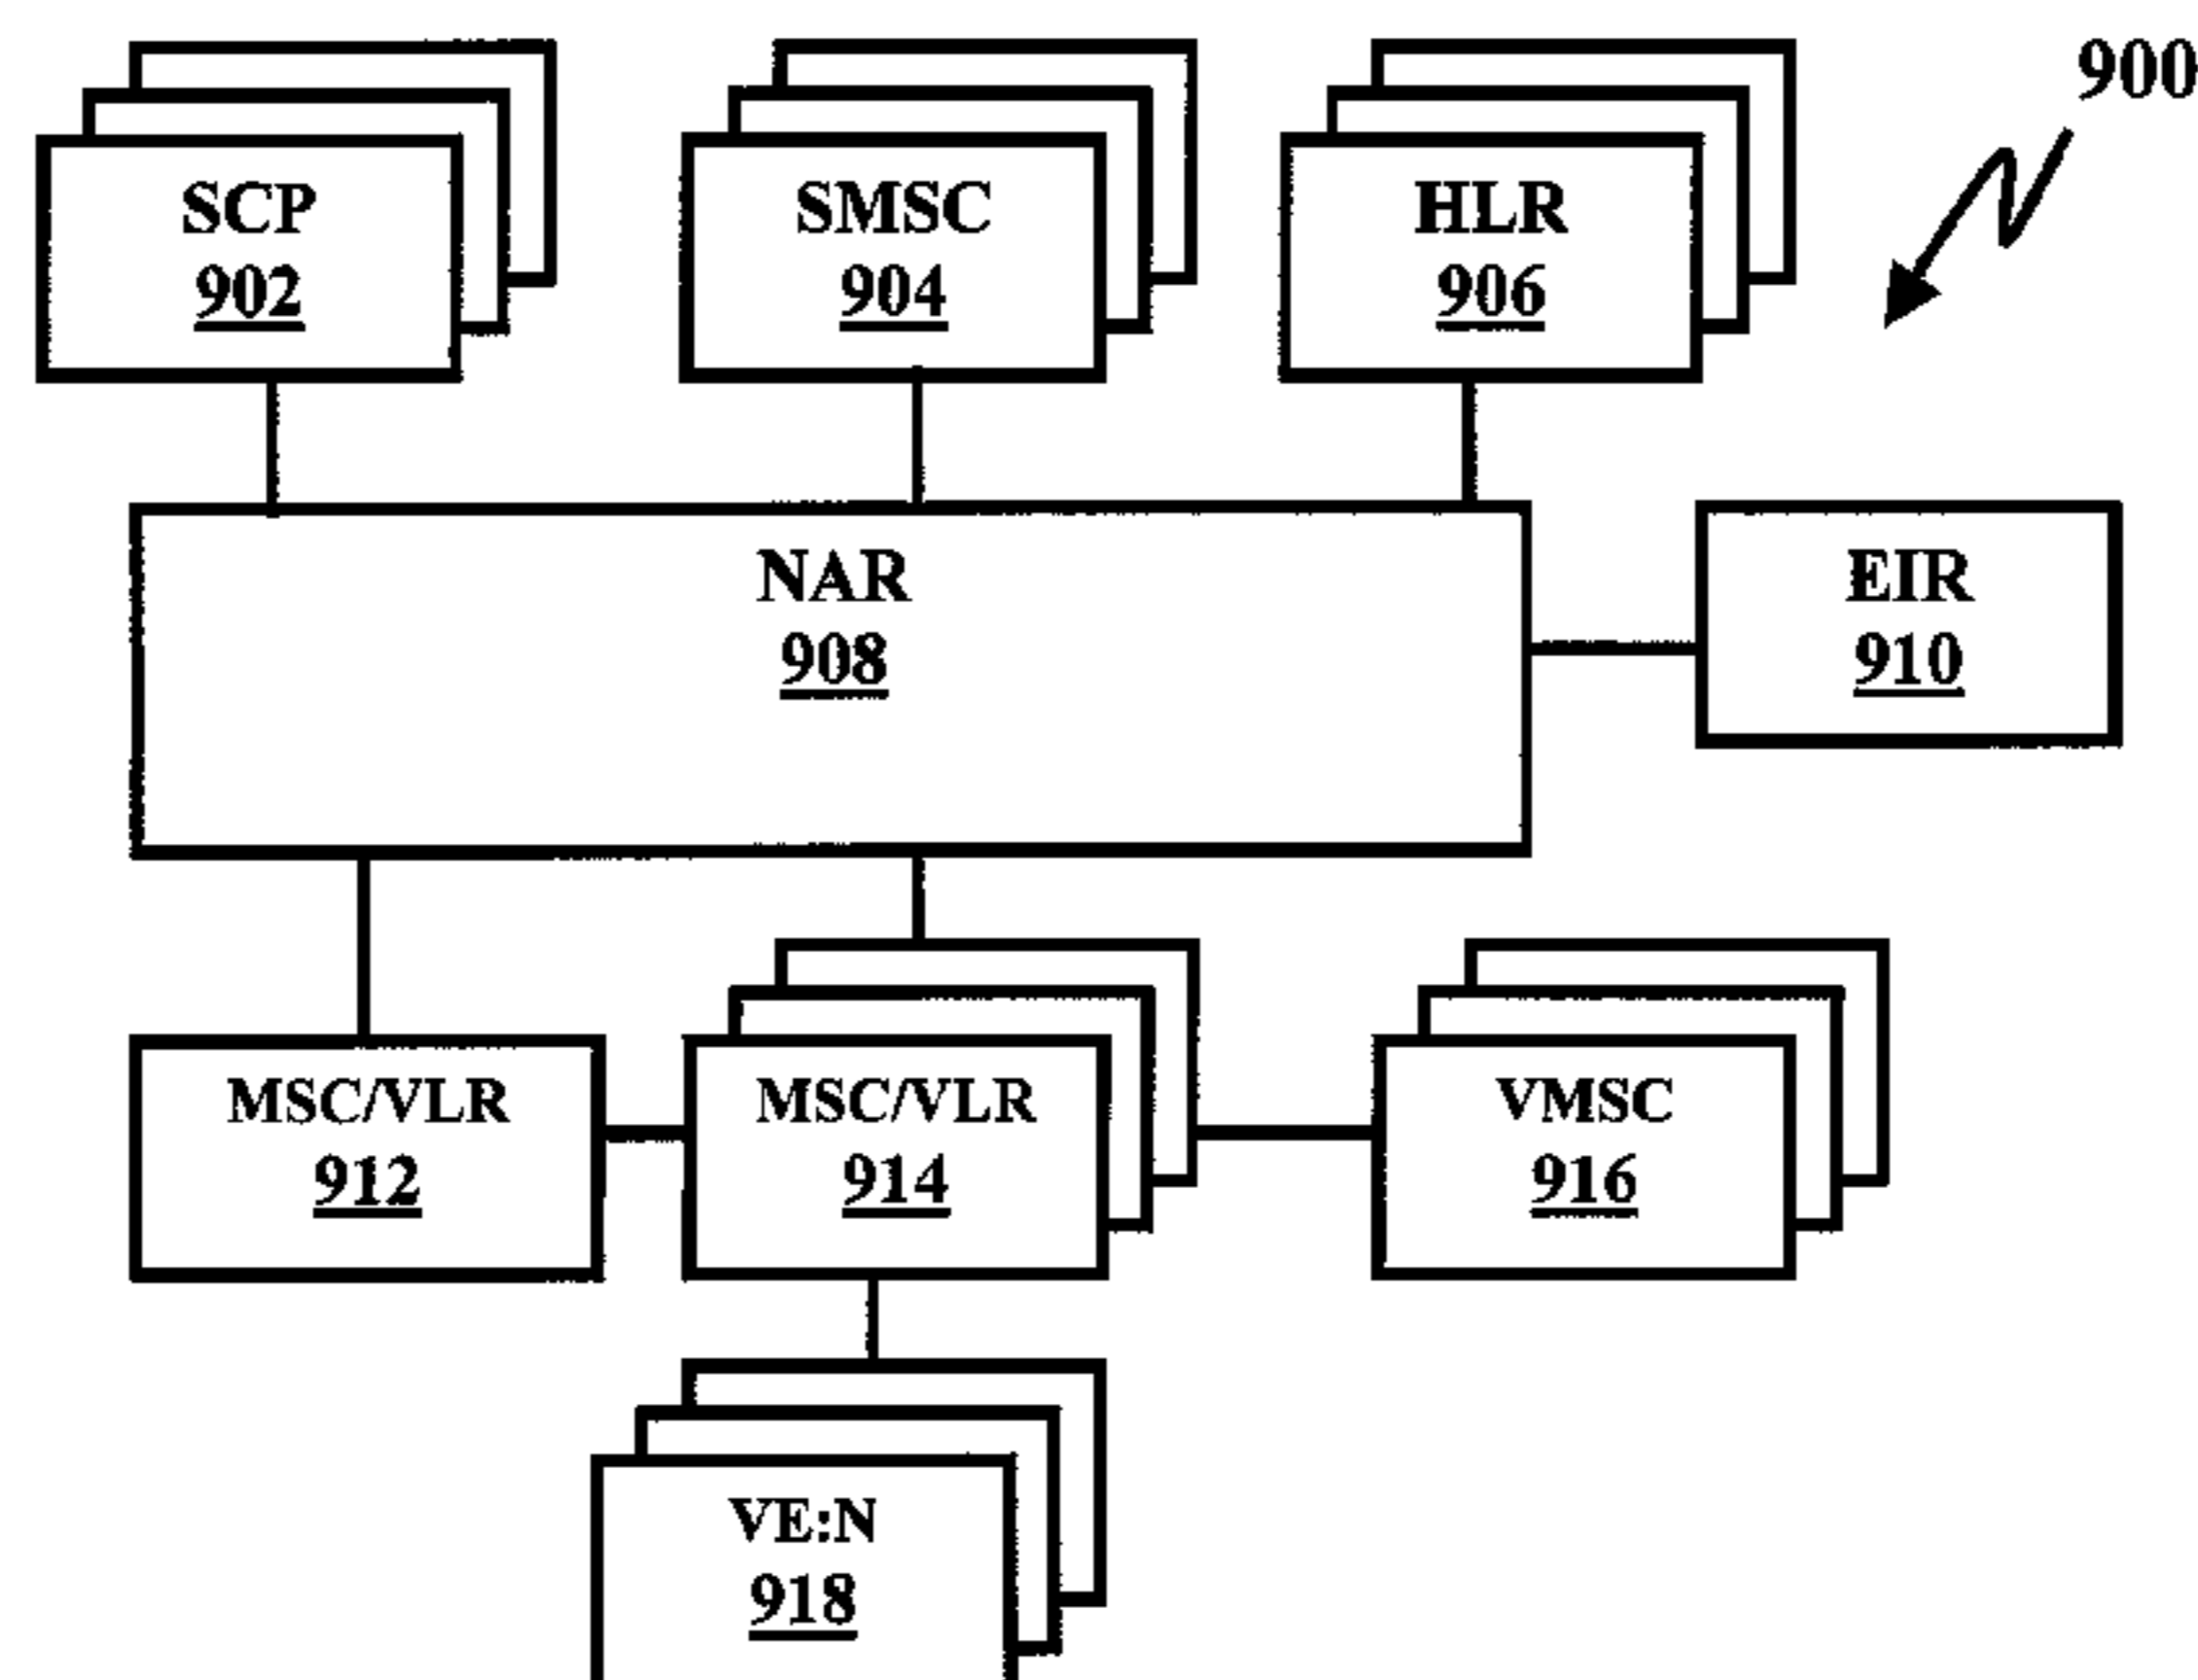 900
SCP
902
SMSC
904
HLR
906
NAR
908
EIR
910
MSC/VLR
912
MSC/VLR
914
VMSC
916
VE:N
918